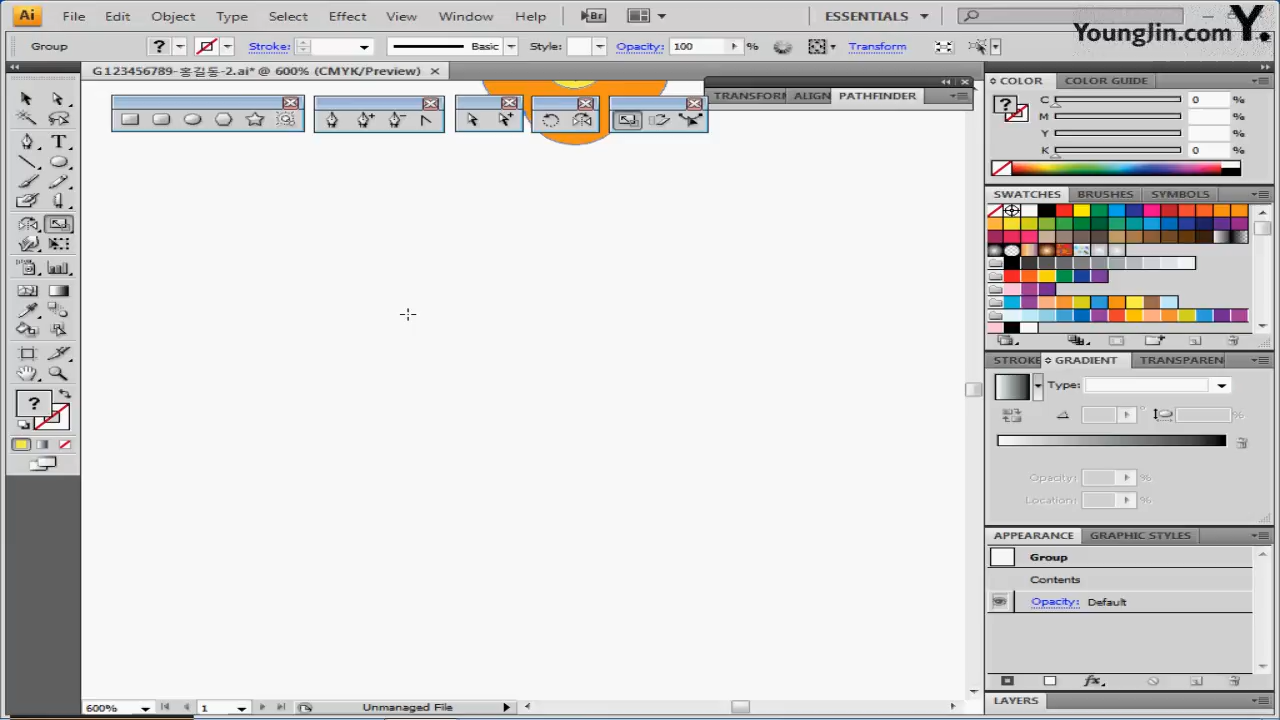 Ai File Edit Object Type Select Effect View Window Help Br ESSENTIALS
YoungJin.com Y.
Group ? Stroke: Basic Style: Opacity: 100 % Transform
G123456789-홍길동-2.ai* @ 600% (CMYK/Preview)
TRANSFORM ALIGN PATHFINDER
COLOR COLOR GUIDE
? C 0 %
M %
Y %
K 0 %
SWATCHES BRUSHES SYMBOLS
STROKE GRADIENT TRANSPAREN
Type:
%
Opacity: %
Location: %
?
APPEARANCE GRAPHIC STYLES
Group
Contents
Opacity: Default
fx
LAYERS
600% 1 Unmanaged File